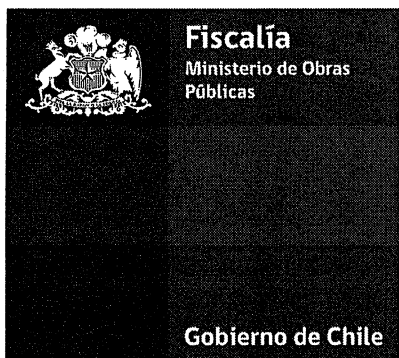 Fiscalía
Ministerio de Obras
Públicas
Gobierno de Chile